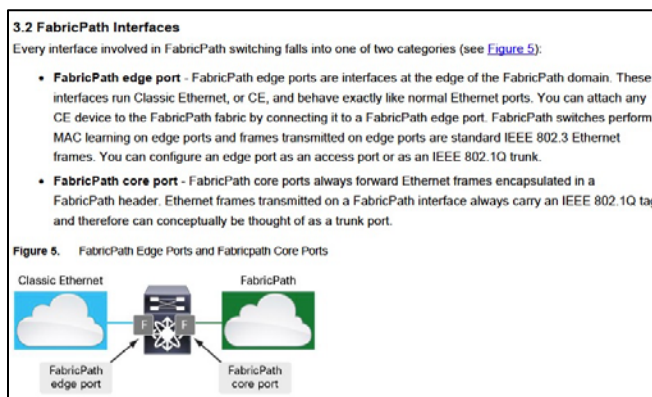 3.2 FabricPath Interfaces
Every interface involved in FabricPath switching falls into one of two categories (see Figure 5):
• FabricPath edge port - FabricPath edge ports are interfaces at the edge of the FabricPath domain. These
interfaces run Classic Ethernet, or CE, and behave exactly like normal Ethernet ports. You can attach any
CE device to the FabricPath fabric by connecting it to a FabricPath edge port. FabricPath switches perform
MAC learning on edge ports and frames transmitted on edge ports are standard IEEE 802.3 Ethernet
frames. You can configure an edge port as an access port or as an IEEE 802.1Q trunk.
• FabricPath core port - FabricPath core ports always forward Ethernet frames encapsulated in a
FabricPath header. Ethernet frames transmitted on a FabricPath interface always carry an IEEE 802.1Q tag
and therefore can conceptually be thought of as a trunk port.
Figure 5. FabricPath Edge Ports and Fabricpath Core Ports
Classic Ethernet
FabricPath
F
F
FabricPath
edge port
FabricPath
core port